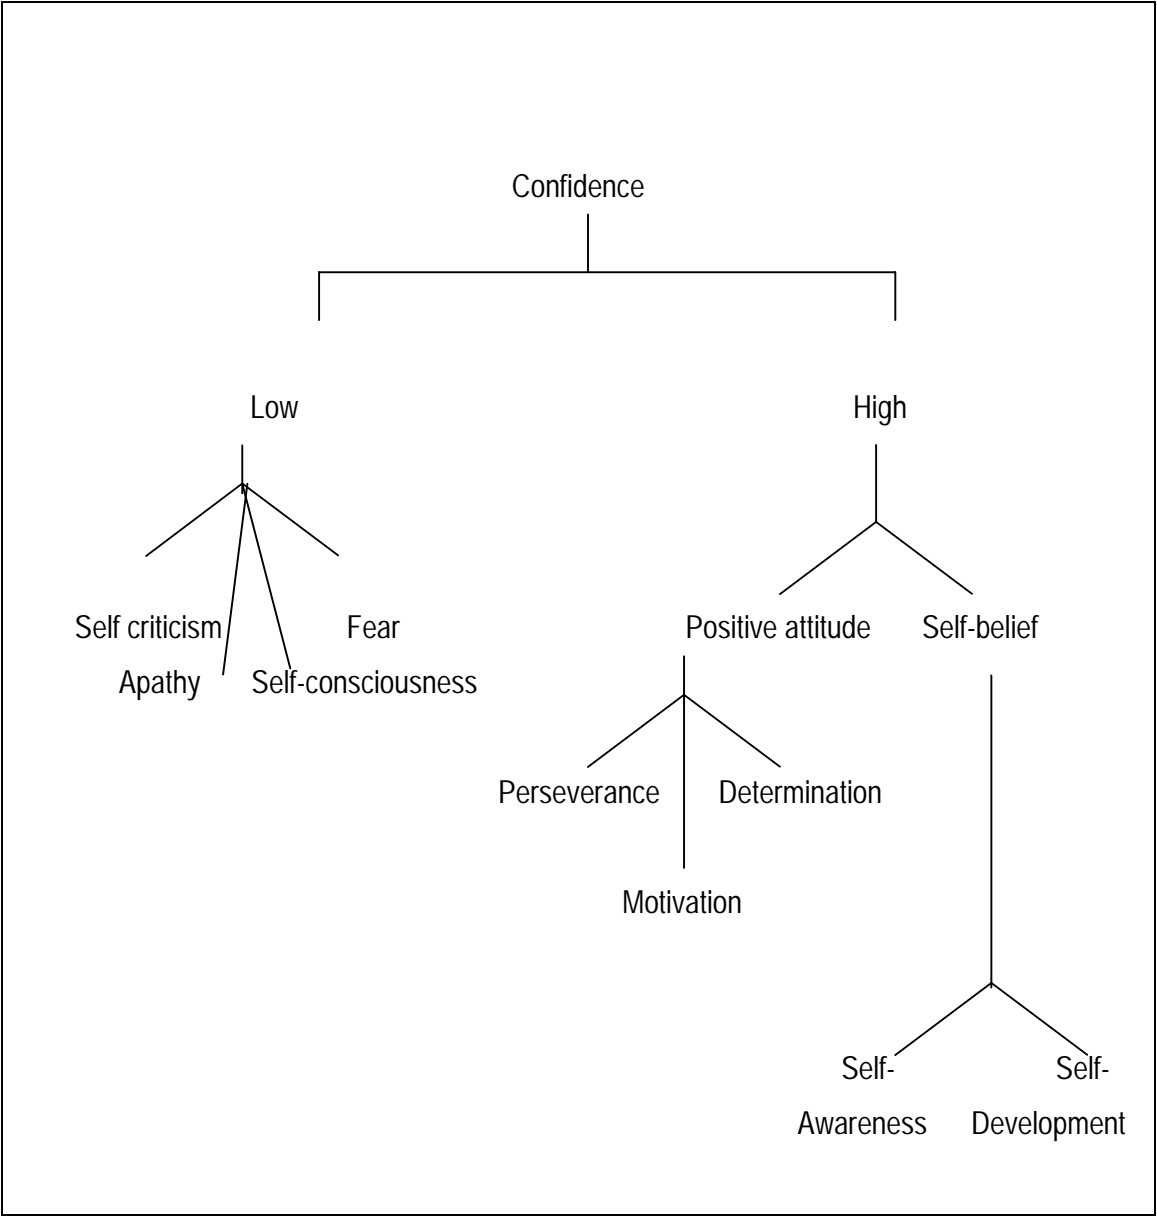 Confidence
Low High
Self criticism Fear Positive attitude Self-belief
Apathy Self-consciousness
Perseverance Determination
Motivation
Self- Self-
Awareness Development